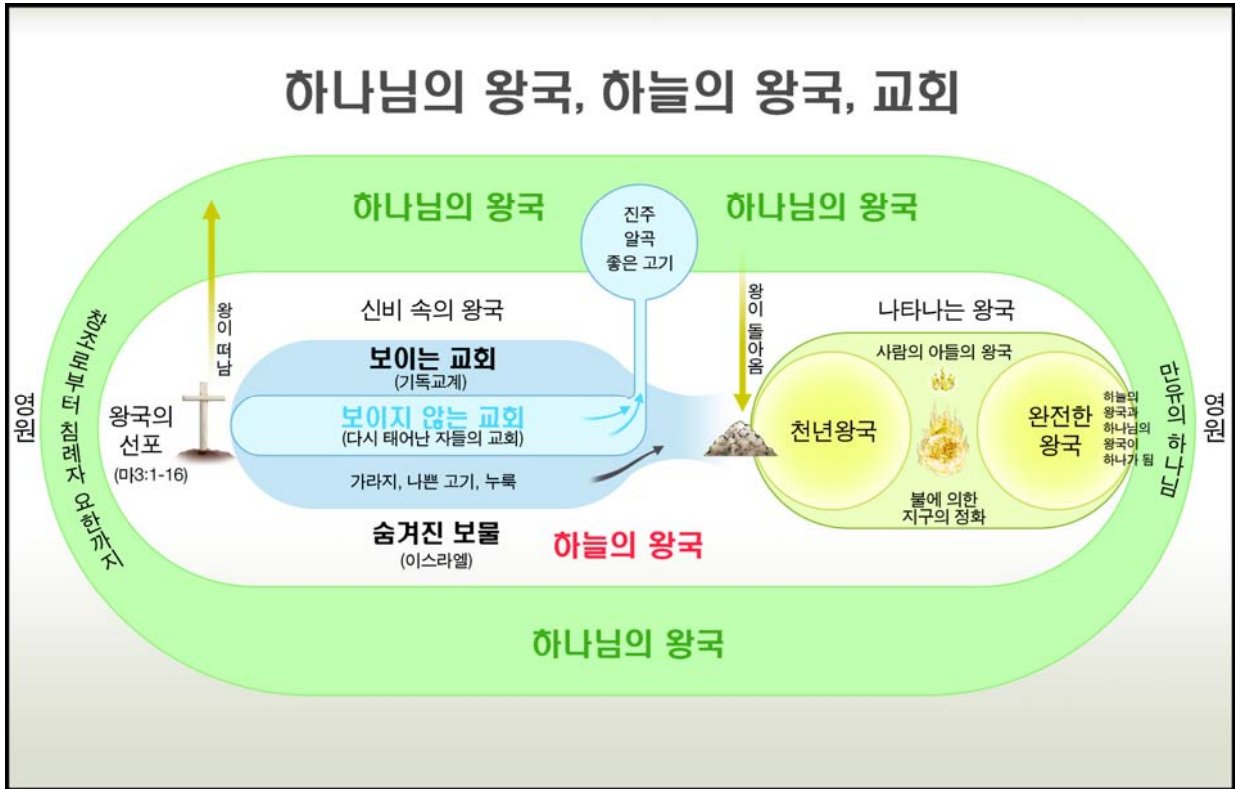 하나님의 왕국, 하늘의 왕국, 교회
하나님의 왕국
하나님의 왕국
진주
알곡
좋은 고기
영원
창조로부터 침례자 요한까지
왕이 떠남
왕국의
선포
(마3:1-16)
신비 속의 왕국
보이는 교회
(기독교계)
보이지 않는 교회
(다시 태어난 자들의 교회)
가라지, 나쁜 고기, 누룩
숨겨진 보물
(이스라엘)
하늘의 왕국
왕이 돌아옴
나타나는 왕국
사람의 아들의 왕국
천년왕국
불에 의한
지구의 정화
완전한
왕국
하늘의
왕국과
하나님의
왕국이
하나가 됨
만유의 하나님
영원
하나님의 왕국